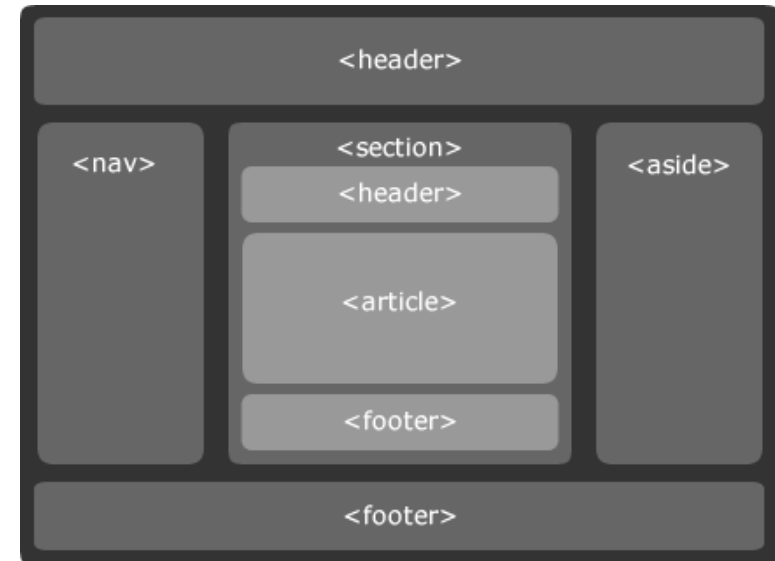 <header>
<nav>
<section>
<header>
<article>
<footer>
<aside>
<footer>